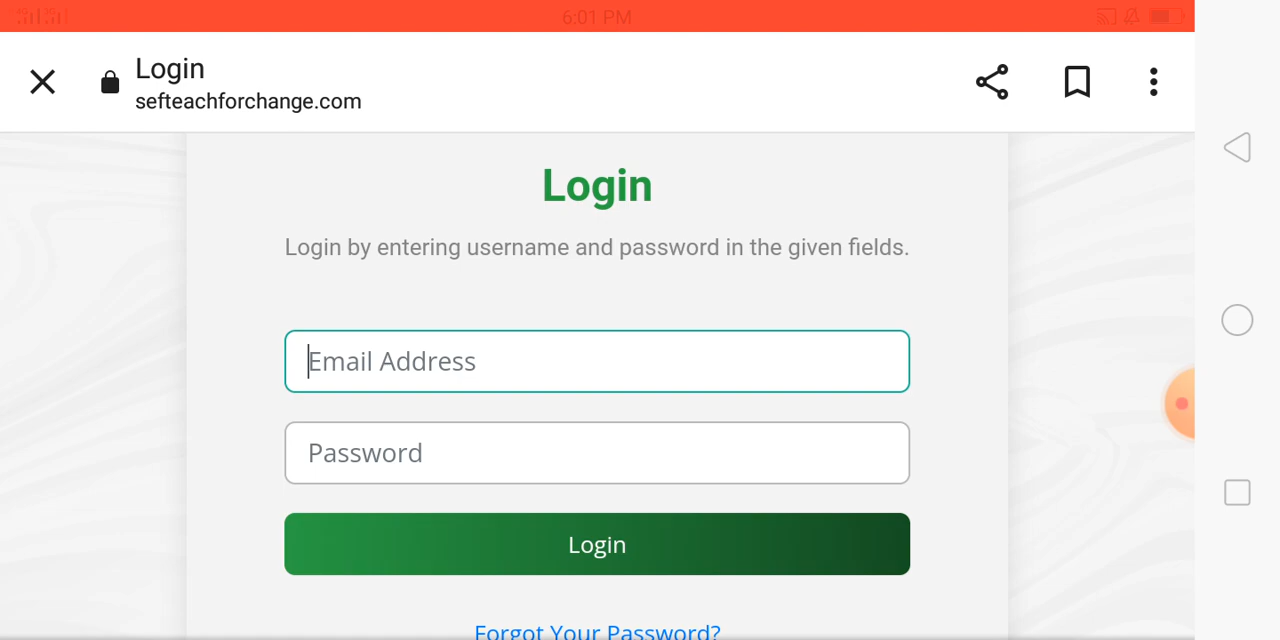 6:01 PM
Login
sefteachforchange.com
Login
Login by entering username and password in the given fields.
Email Address
Password
Login
Forgot Your Password?